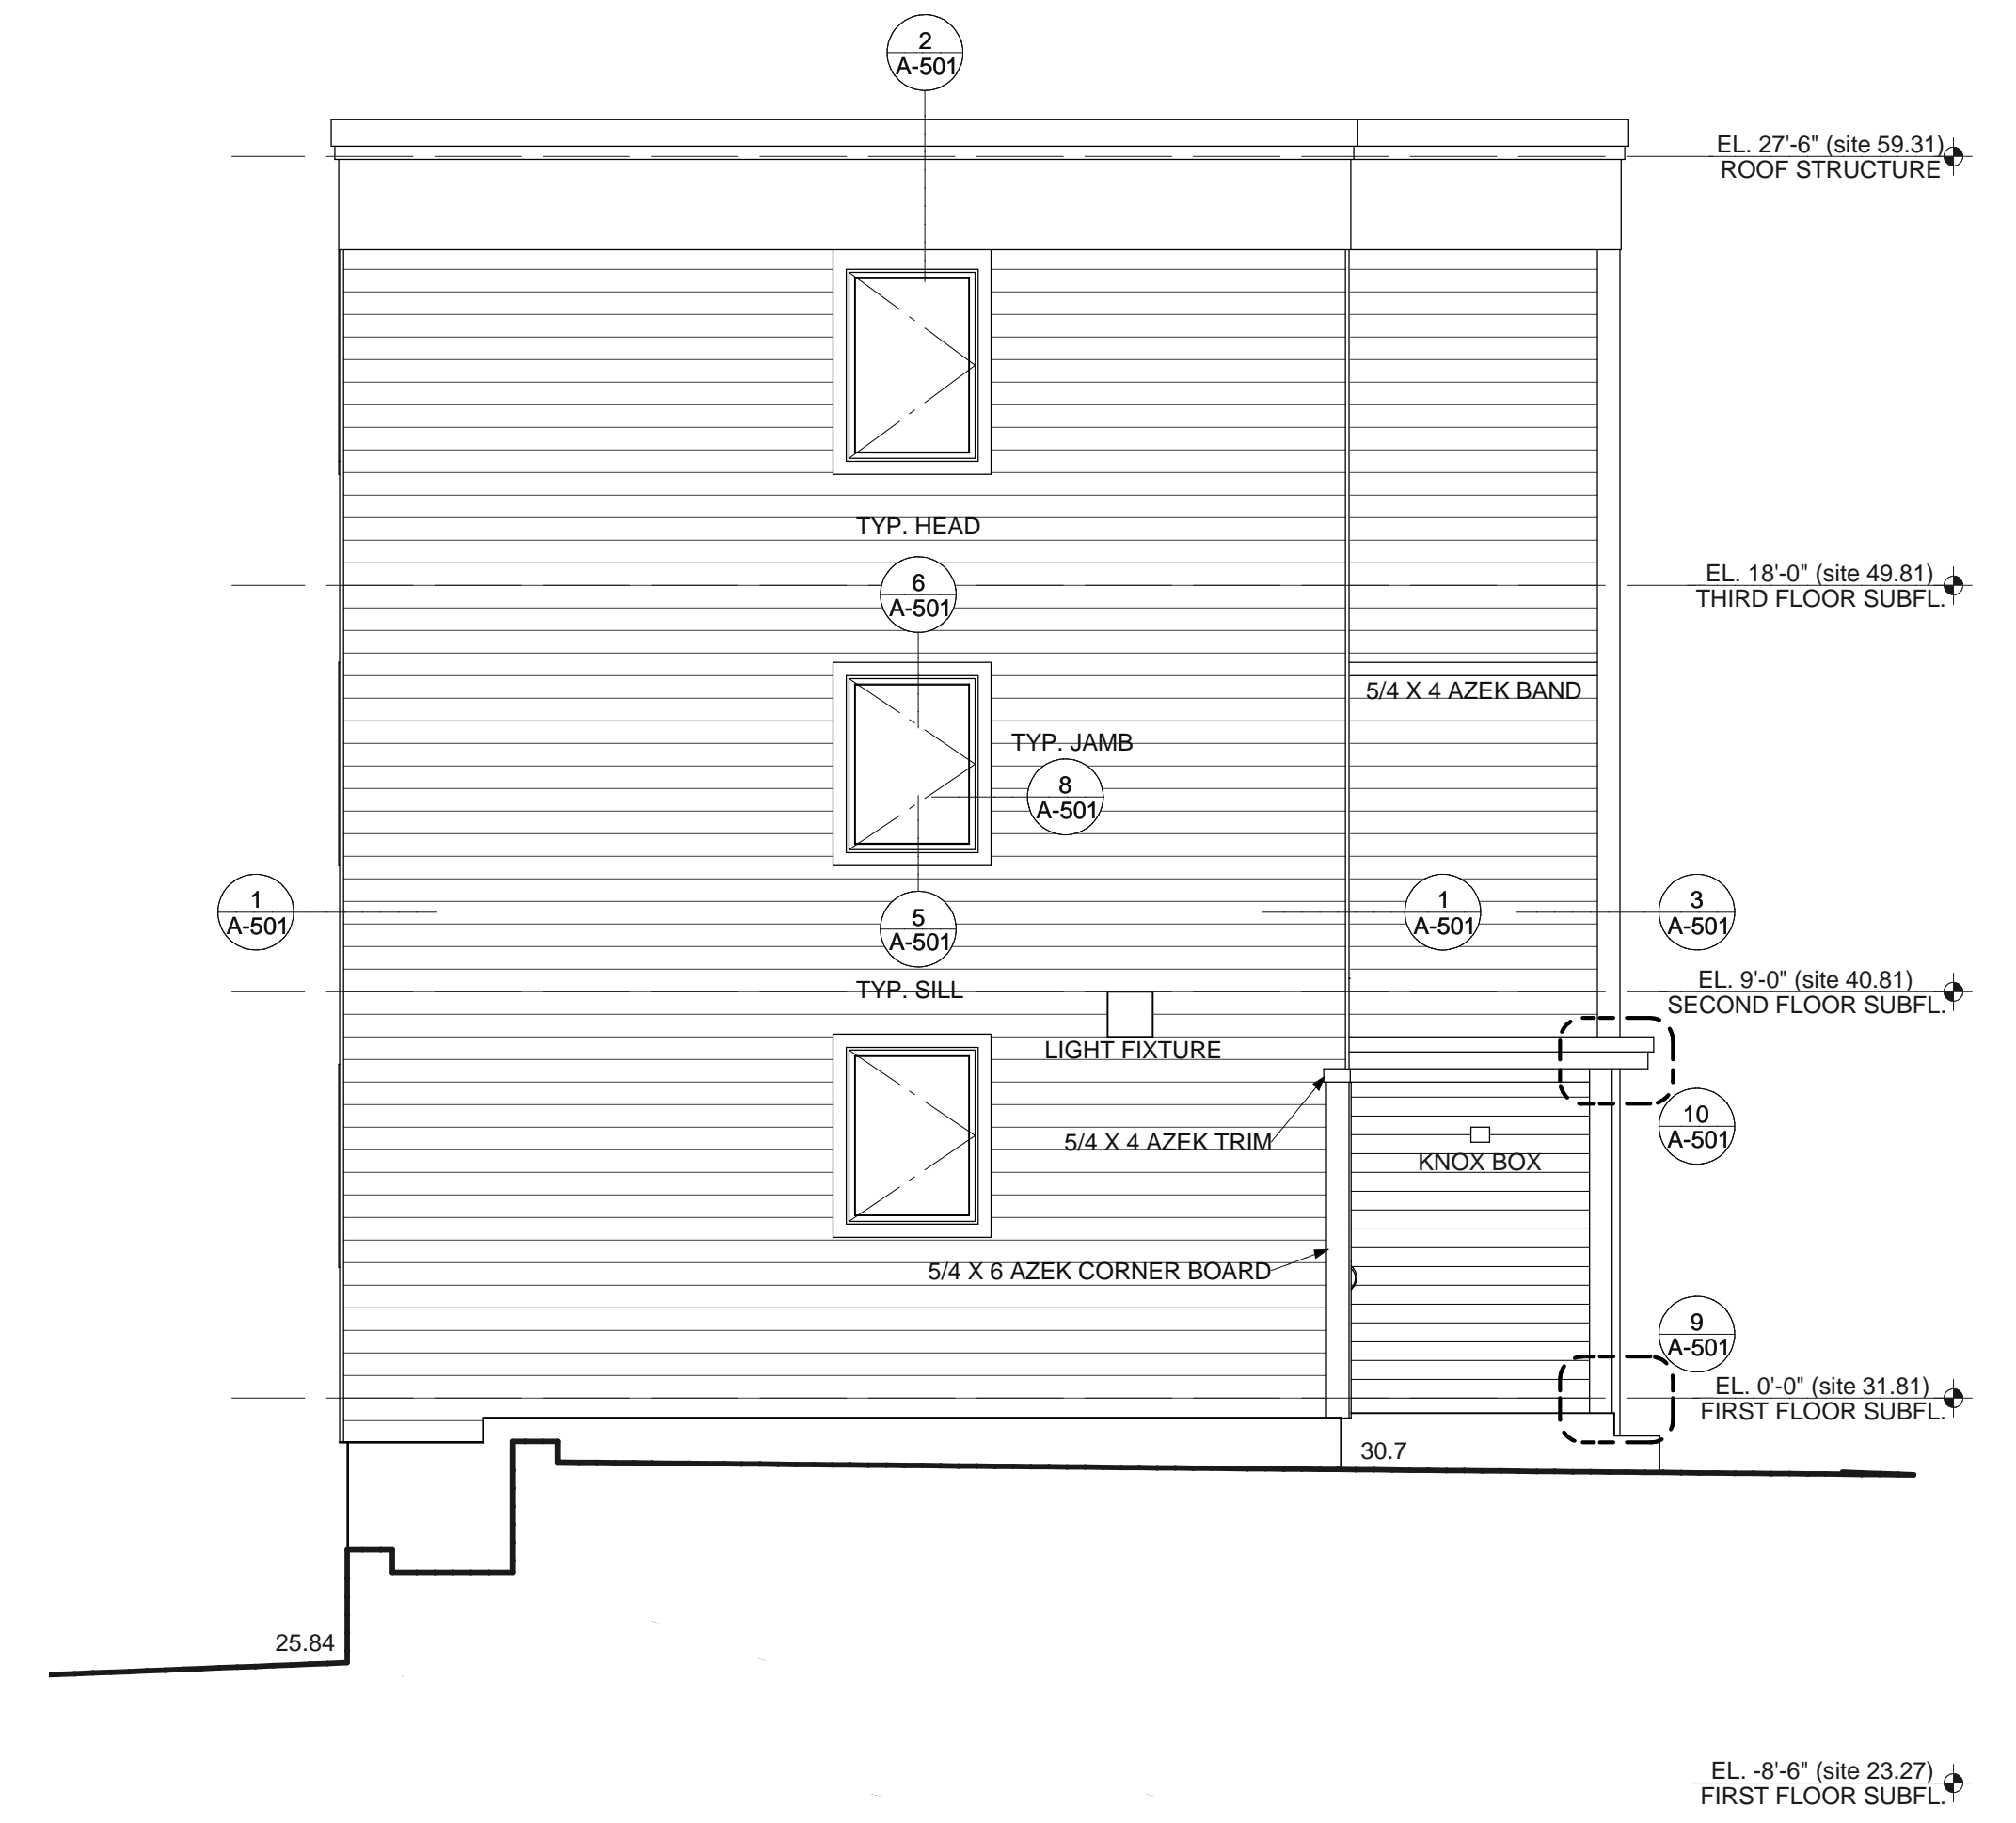 2
A-501
EL. 27'-6" (site 59.31)
ROOF STRUCTURE
TYP. HEAD
6
A-501
EL. 18'-0" (site 49.81)
THIRD FLOOR SUBFL.
5/4 X 4 AZEK BAND
TYP. JAMB
8
A-501
1
A-501
5
A-501
1
A-501
3
A-501
TYP. SILL
EL. 9'-0" (site 40.81)
SECOND FLOOR SUBFL.
LIGHT FIXTURE
10
A-501
5/4 X 4 AZEK TRIM
KNOX BOX
5/4 X 6 AZEK CORNER BOARD
9
A-501
EL. 0'-0" (site 31.81)
FIRST FLOOR SUBFL.
30.7
25.84
EL. -8'-6" (site 23.27)
FIRST FLOOR SUBFL.